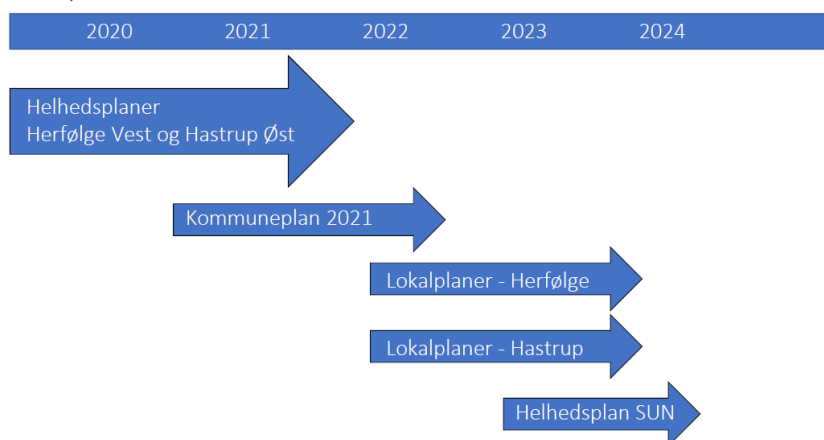 2020 2021 2022 2023 2024
Helhedsplaner
Herfølge Vest og Hastrup Øst
Kommuneplan 2021
Lokalplaner - Herfølge
Lokalplaner - Hastrup
Helhedsplan SUN